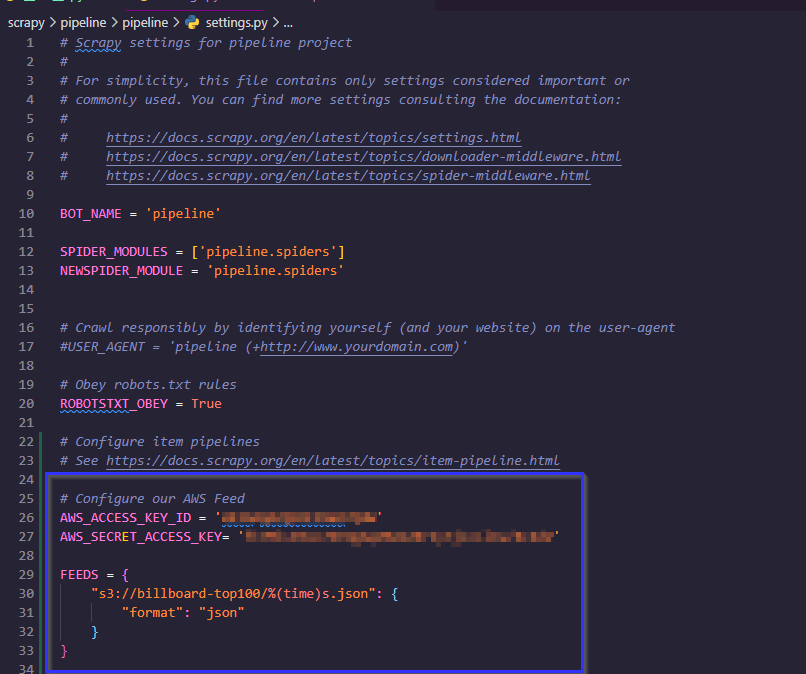 scrapy > pipeline > pipeline > settings.py > ...
1 # Scrapy settings for pipeline project
2 #
3 # For simplicity, this file contains only settings considered important or
4 # commonly used. You can find more settings consulting the documentation:
5 #
6 #     https://docs.scrapy.org/en/latest/topics/settings.html
7 #     https://docs.scrapy.org/en/latest/topics/downloader-middleware.html
8 #     https://docs.scrapy.org/en/latest/topics/spider-middleware.html
9
10 BOT_NAME = 'pipeline'
11
12 SPIDER_MODULES = ['pipeline.spiders']
13 NEWSPIDER_MODULE = 'pipeline.spiders'
14
15
16 # Crawl responsibly by identifying yourself (and your website) on the user-agent
17 #USER_AGENT = 'pipeline (+http://www.yourdomain.com)'
18
19 # Obey robots.txt rules
20 ROBOTSTXT_OBEY = True
21
22 # Configure item pipelines
23 # See https://docs.scrapy.org/en/latest/topics/item-pipeline.html
24
25 # Configure our AWS Feed
26 AWS_ACCESS_KEY_ID = ' '
27 AWS_SECRET_ACCESS_KEY= ' '
28
29 FEEDS = {
30     "s3://billboard-top100/%(time)s.json": {
31         "format": "json"
32     }
33 }
34